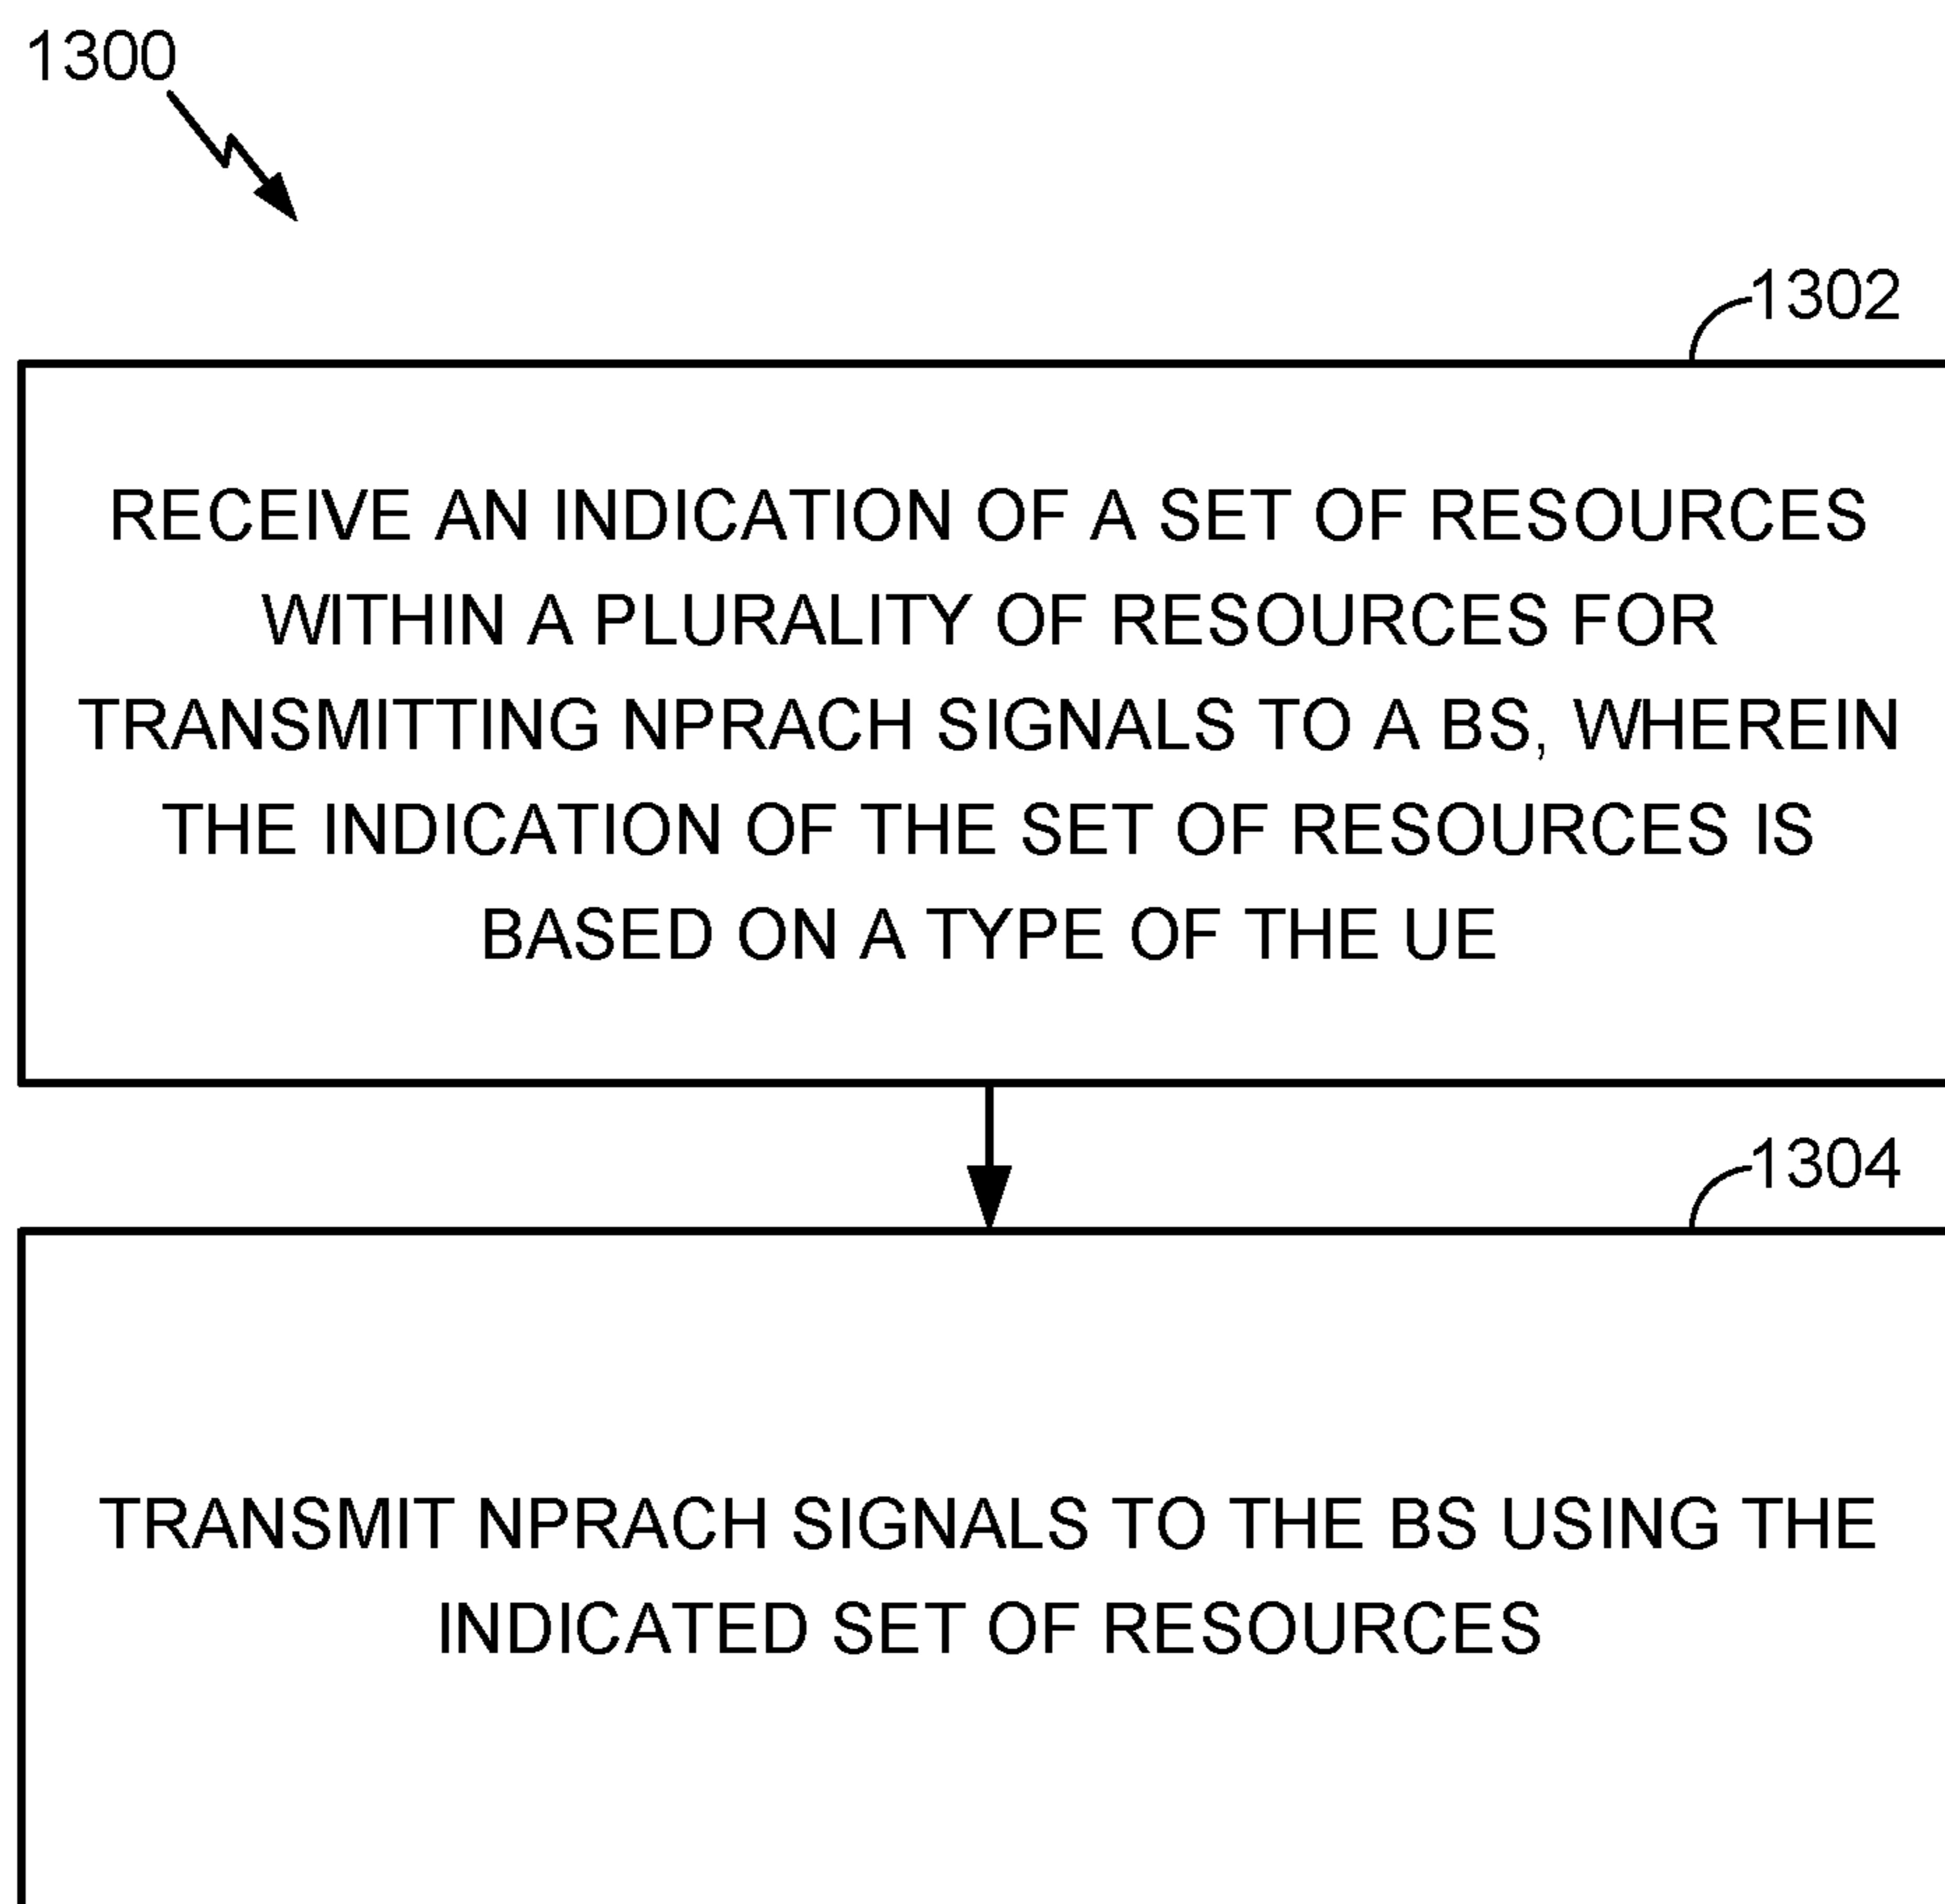 1300
1302
RECEIVE AN INDICATION OF A SET OF RESOURCES
WITHIN A PLURALITY OF RESOURCES FOR
TRANSMITTING NPRACH SIGNALS TO A BS, WHEREIN
THE INDICATION OF THE SET OF RESOURCES IS
BASED ON A TYPE OF THE UE
1304
TRANSMIT NPRACH SIGNALS TO THE BS USING THE
INDICATED SET OF RESOURCES